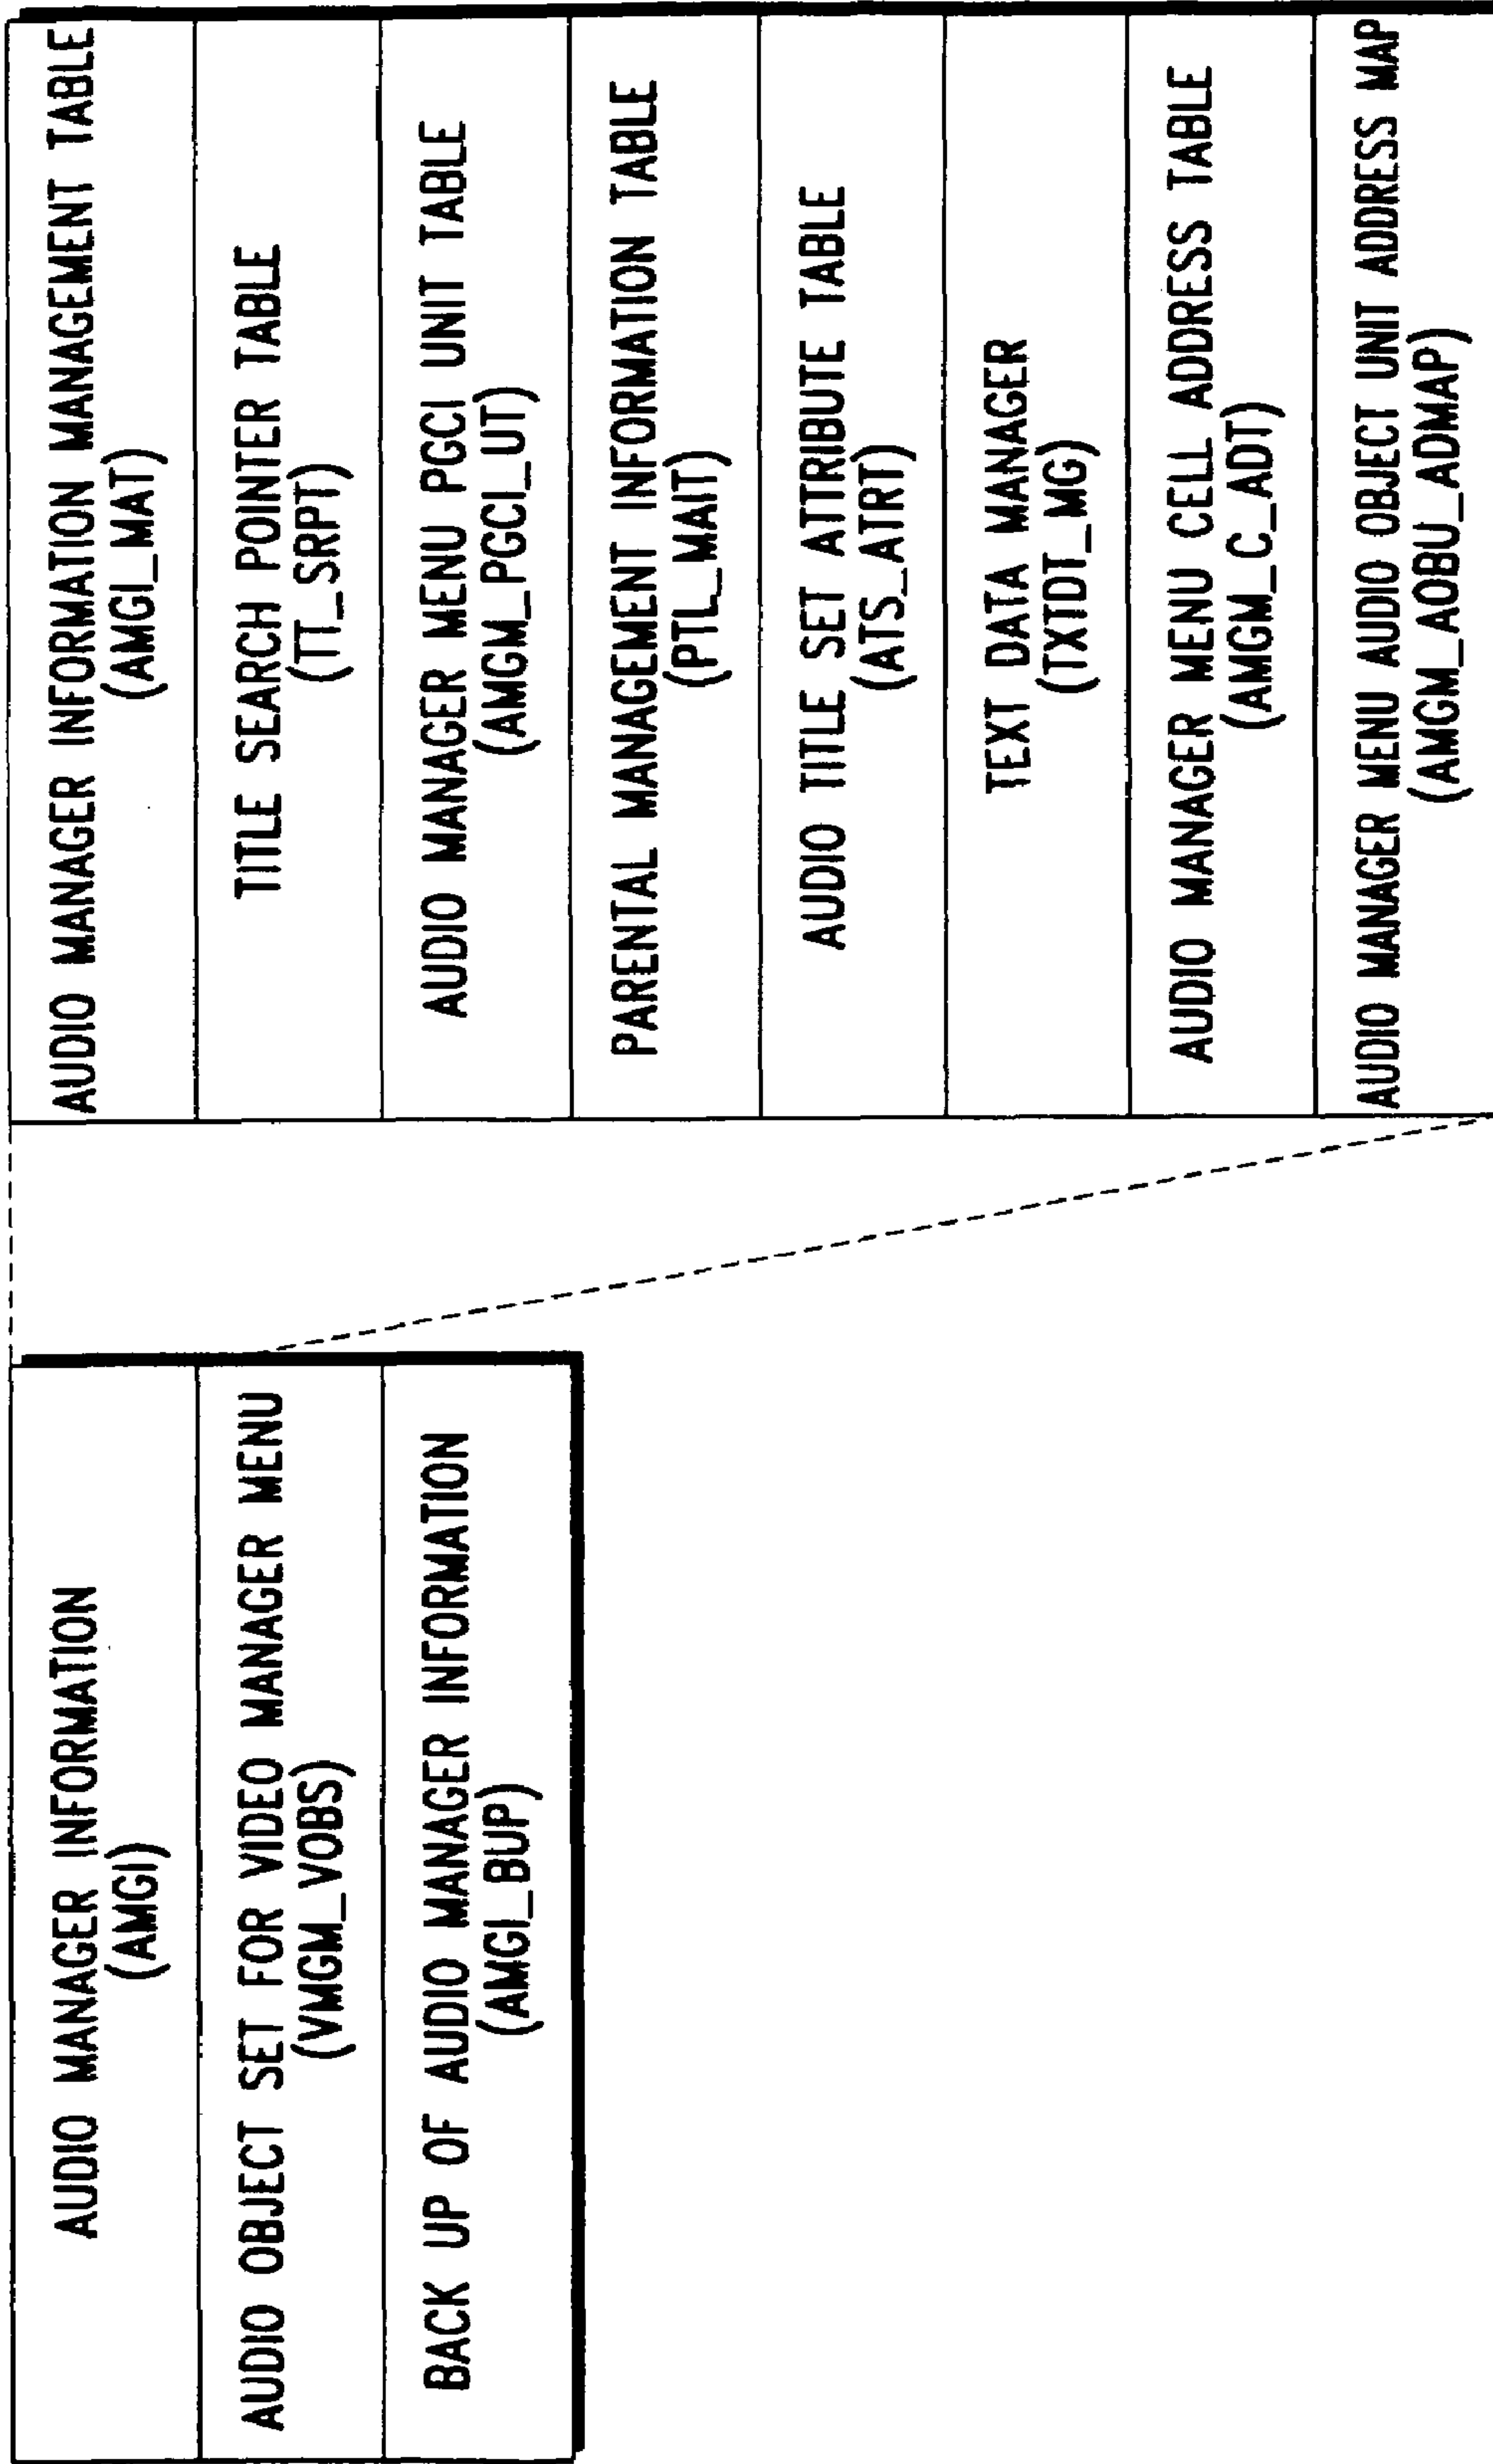 AUDIO MANAGER INFORMATION
(AMGI)
AUDIO OBJECT SET FOR VIDEO MANAGER MENU
(VMGM_VOBS)
BACK UP OF AUDIO MANAGER INFORMATION
(AMGI_BUP)
AUDIO MANAGER INFORMATION MANAGEMENT TABLE
(AMGI_MAT)
TITLE SEARCH POINTER TABLE
(TT_SRPT)
AUDIO MANAGER MENU PGCI UNIT TABLE
(AMGM_PGCI_UT)
PARENTAL MANAGEMENT INFORMATION TABLE
(PTL_MAIT)
AUDIO TITLE SET ATTRIBUTE TABLE
(ATS_ATRT)
TEXT DATA MANAGER
(TXTDT_MG)
AUDIO MANAGER MENU CELL ADDRESS TABLE
(AMGM_C_ADT)
AUDIO MANAGER MENU AUDIO OBJECT UNIT ADDRESS MAP
(AMGM_AOBU_ADMAP)